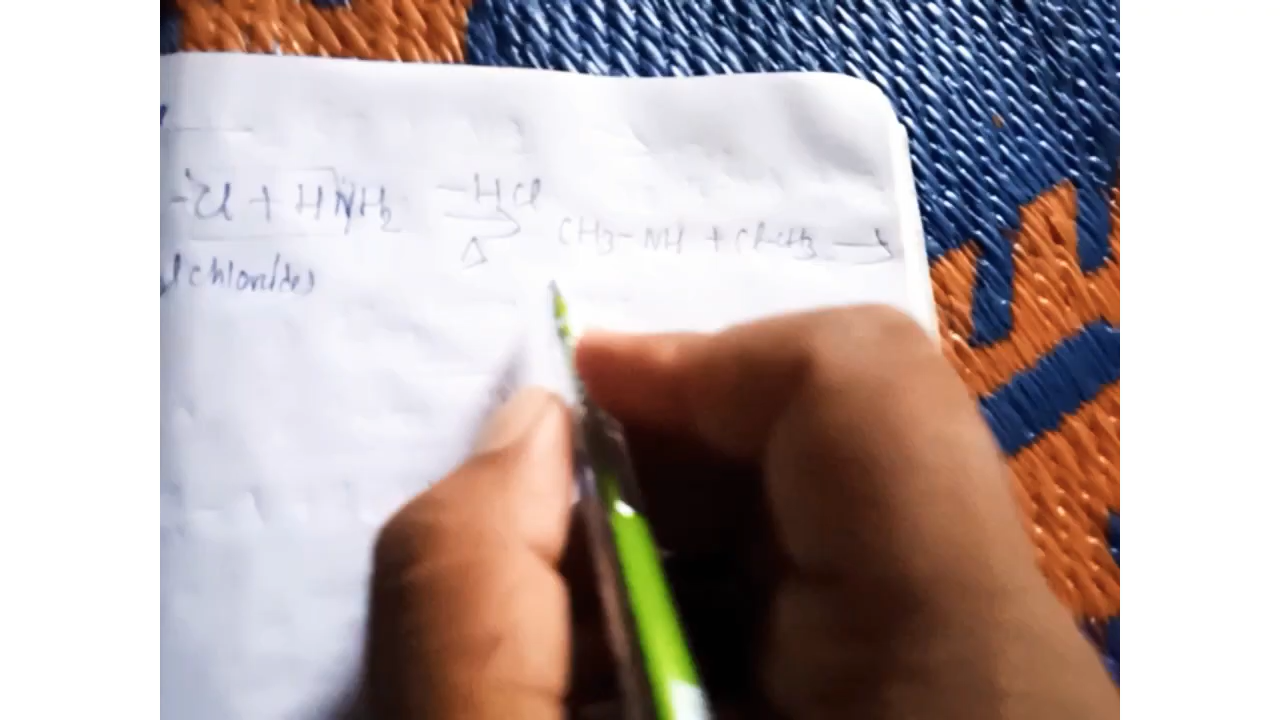 -Cl + HNH2 -HCl → Δ CH3-NH + Cl-CH3 →
chloride)